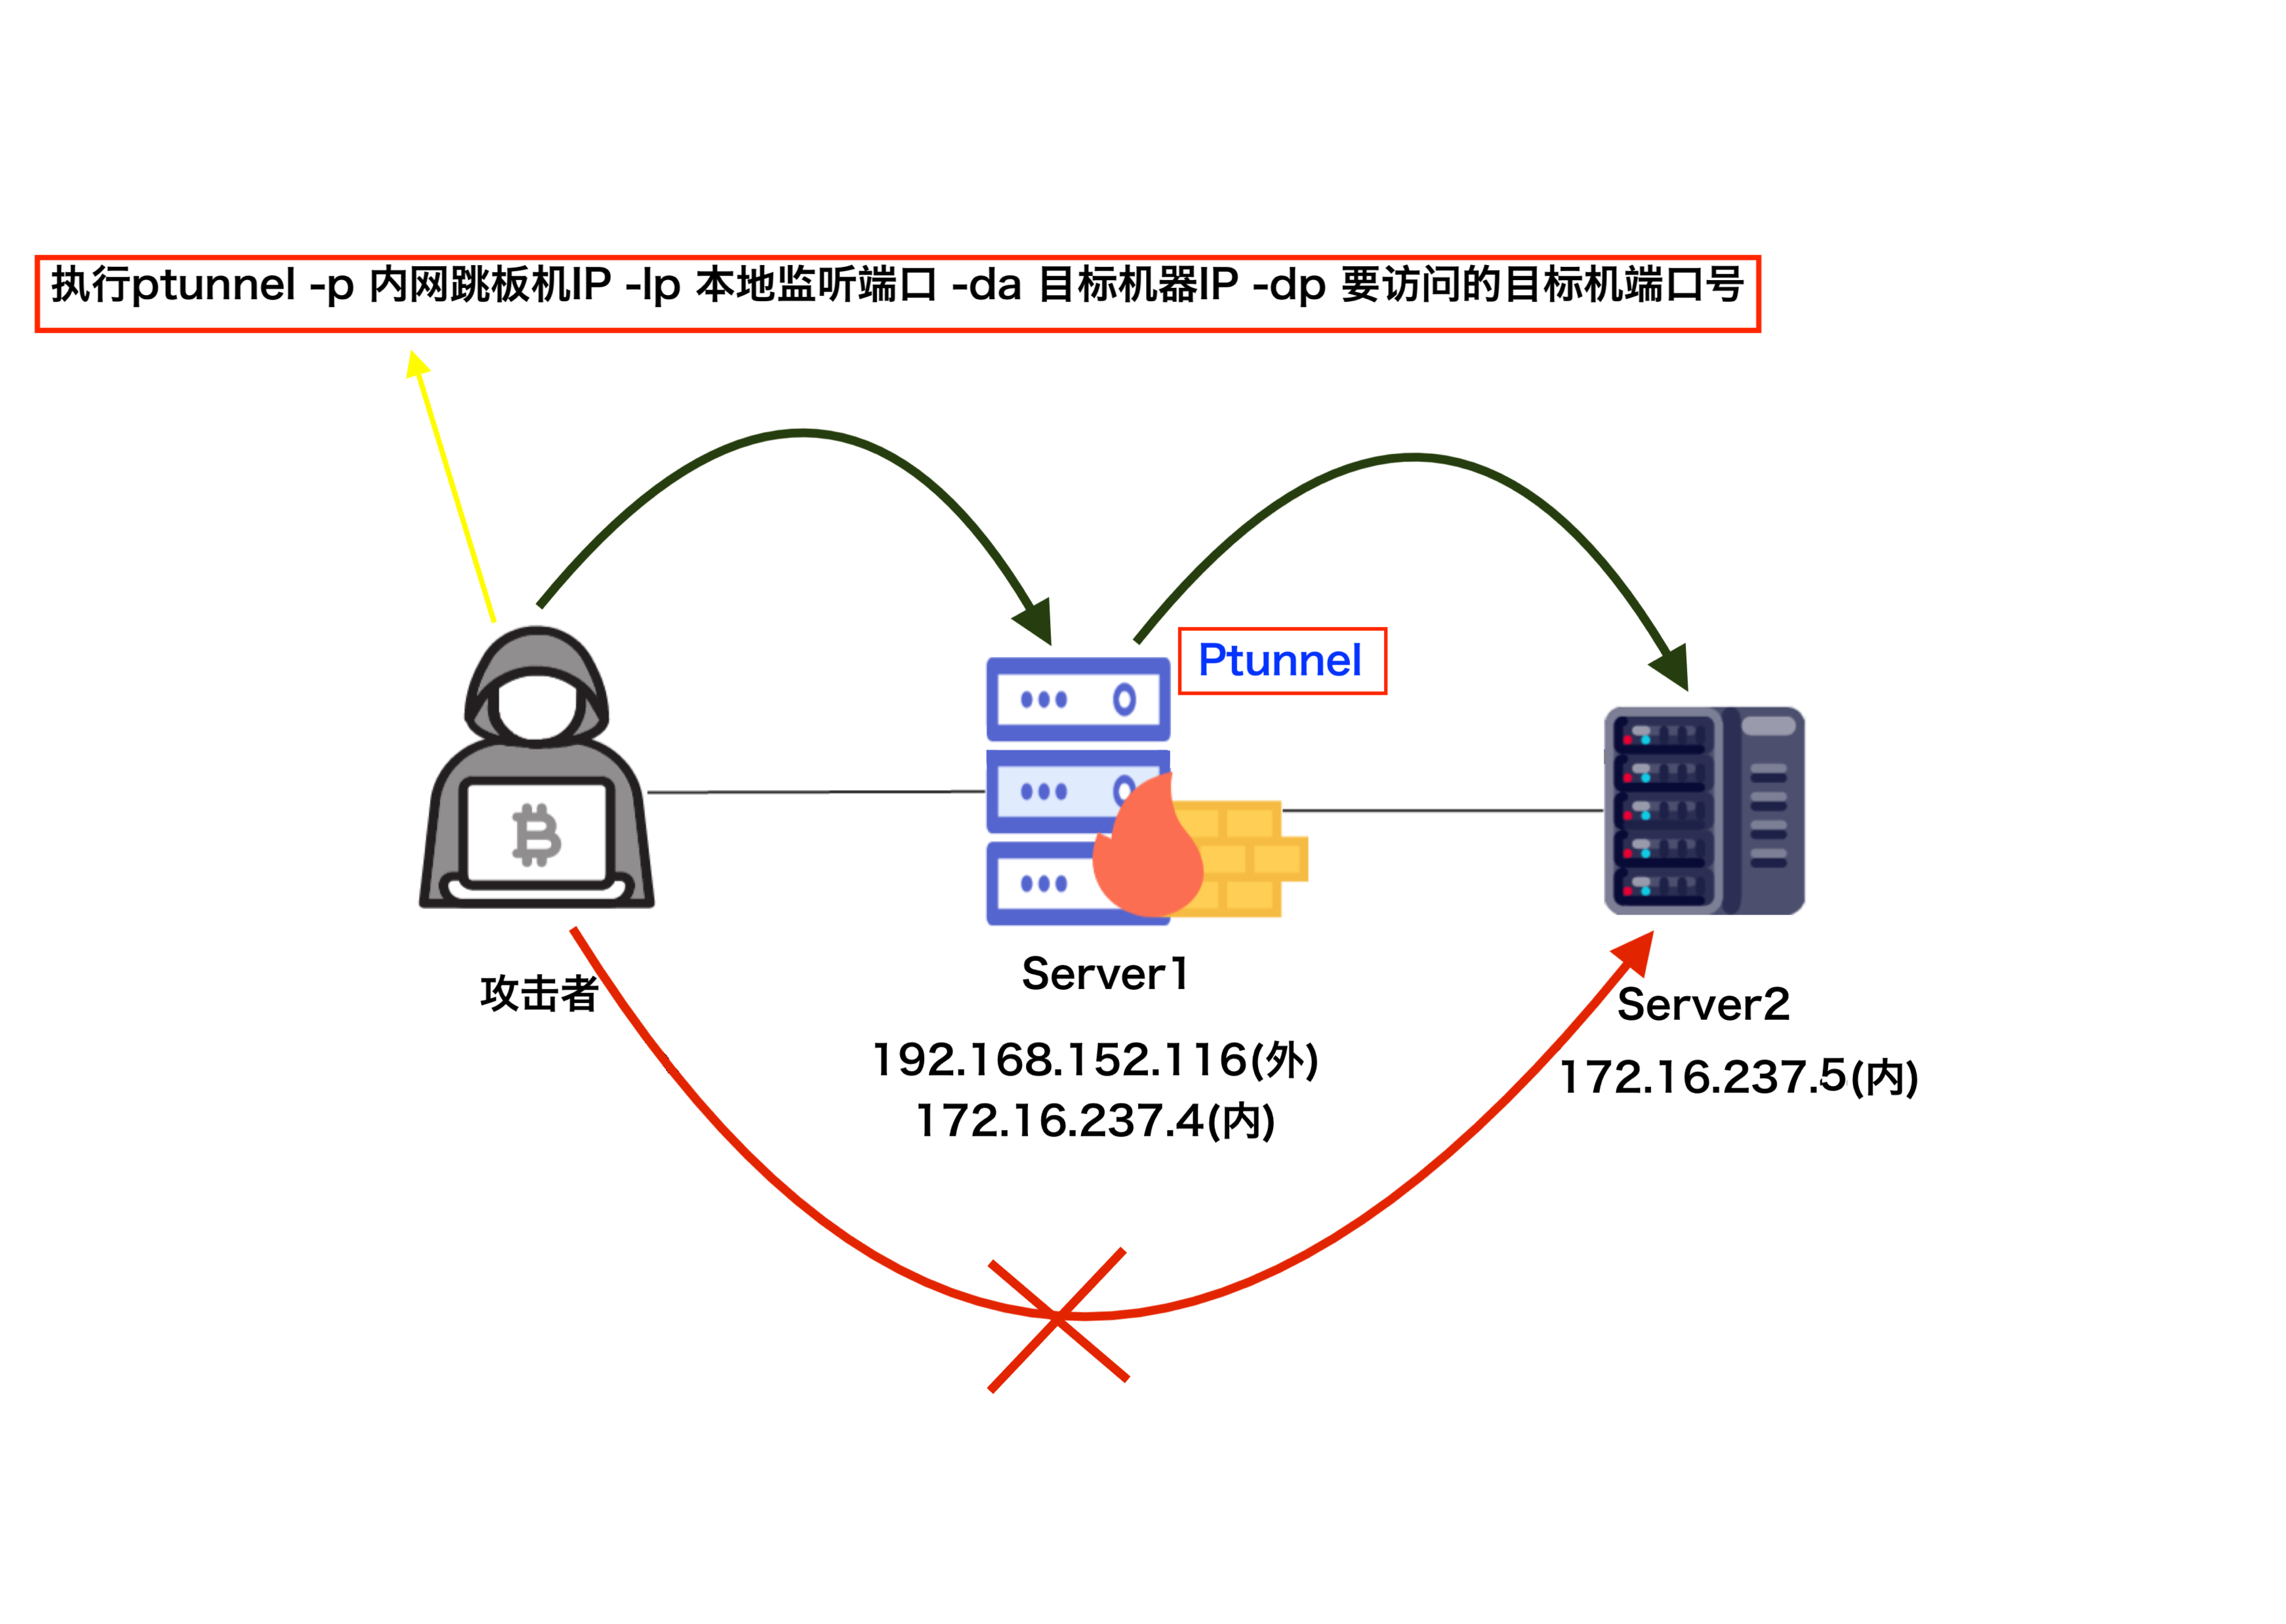 执行ptunnel -p 内网跳板机IP -lp 本地监听端口 -da 目标机器IP -dp 要访问的目标机端口号
Ptunnel
攻击者
Server1
192.168.152.116(外)
172.16.237.4(内)
Server2
172.16.237.5(内)